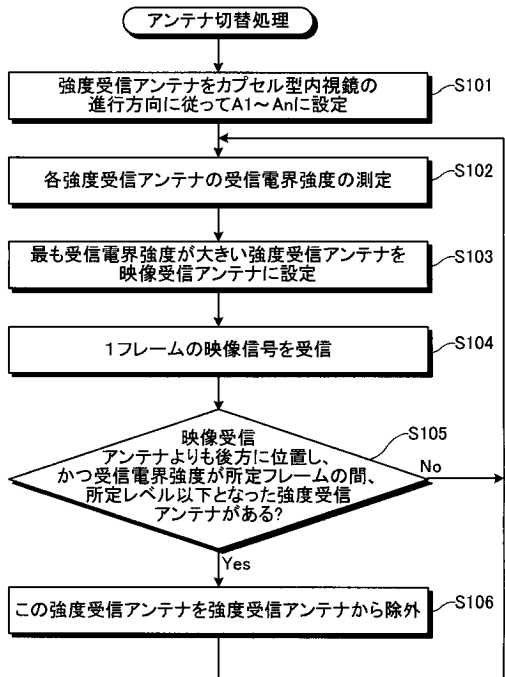 アンテナ切替処理
強度受信アンテナをカプセル型内視鏡の
進行方向に従ってA1～Anに設定
S101
各強度受信アンテナの受信電界強度の測定
S102
最も受信電界強度が大きい強度受信アンテナを
映像受信アンテナに設定
S103
1フレームの映像信号を受信
S104
映像受信
アンテナよりも後方に位置し、
かつ受信電界強度が所定フレームの間、
所定レベル以下となった強度受信
アンテナがある?
S105
No
Yes
この強度受信アンテナを強度受信アンテナから除外
S106